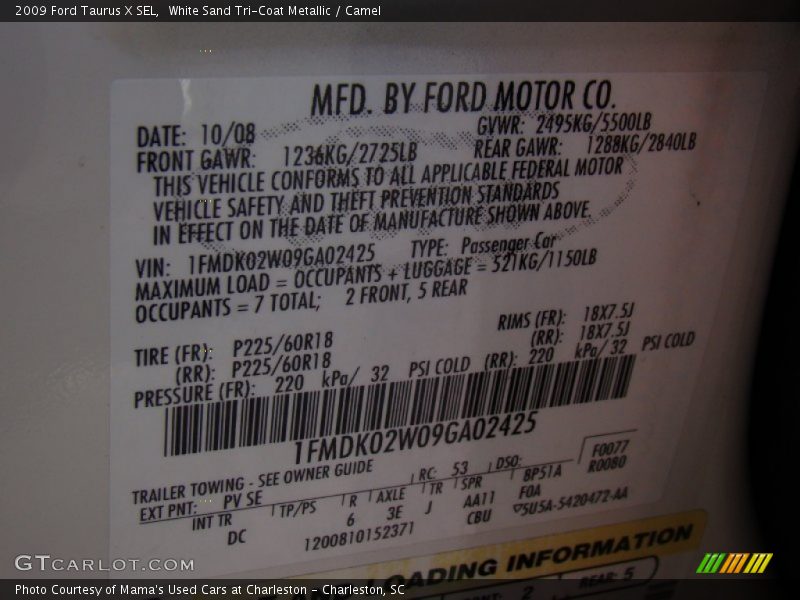 2009 Ford Taurus X SEL,  White Sand Tri-Coat Metallic / Camel
MFD. BY FORD MOTOR CO.
DATE: 10/08 GVWR: 2495KG/5500LB
FRONT GAWR: 1236KG/2725LB REAR GAWR: 1288KG/2840LB
THIS VEHICLE CONFORMS TO ALL APPLICABLE FEDERAL MOTOR
VEHICLE SAFETY AND THEFT PREVENTION STANDARDS
IN EFFECT ON THE DATE OF MANUFACTURE SHOWN ABOVE.
VIN: 1FMDK02W09GA02425 TYPE: Passenger Car
MAXIMUM LOAD = OCCUPANTS + LUGGAGE = 521KG/1150LB
OCCUPANTS = 7 TOTAL; 2 FRONT, 5 REAR
TIRE (FR): P225/60R18 RIMS (FR): 18X7.5J
(RR): P225/60R18 (RR): 18X7.5J
PRESSURE (FR): 220 kPa/ 32 PSI COLD (RR): 220 kPa/ 32 PSI COLD
1FMDK02W09GA02425
TRAILER TOWING - SEE OWNER GUIDE RC: 53 DSO: F0077
EXT PNT: PV SE BP51A R0080
INT TR TP/PS R AXLE TR SPR F0A
DC 6 3E J AA11 5U5A-5420472-AA
1200810152371 CBU
LOADING INFORMATION
2 REAR: 5
GTCARLOT.COM
Photo Courtesy of Mama's Used Cars at Charleston - Charleston, SC